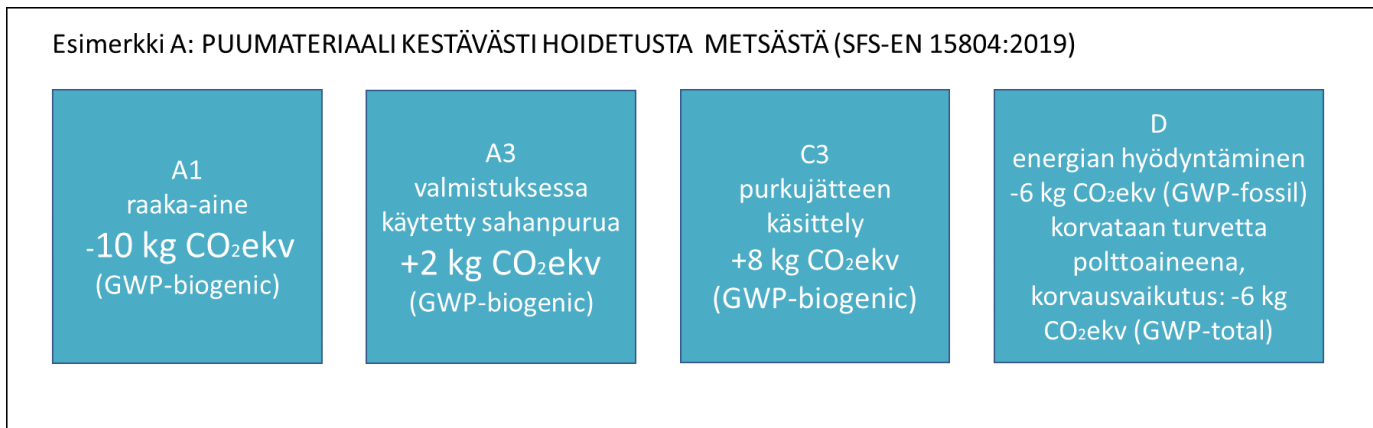 Esimerkki A: PUUMATERIAALI KESTÄVÄSTI HOIDETUSTA METSÄSTÄ (SFS-EN 15804:2019)
A1
raaka-aine
-10 kg CO₂ekv
(GWP-biogenic)
A3
valmistuksessa
käytetty sahanpurua
+2 kg CO₂ekv
(GWP-biogenic)
C3
purkujätteen
käsittely
+8 kg CO₂ekv
(GWP-biogenic)
D
energian hyödyntäminen
-6 kg CO₂ekv (GWP-fossil)
korvataan turvetta
polttoaineena,
korvausvaikutus: -6 kg
CO₂ekv (GWP-total)